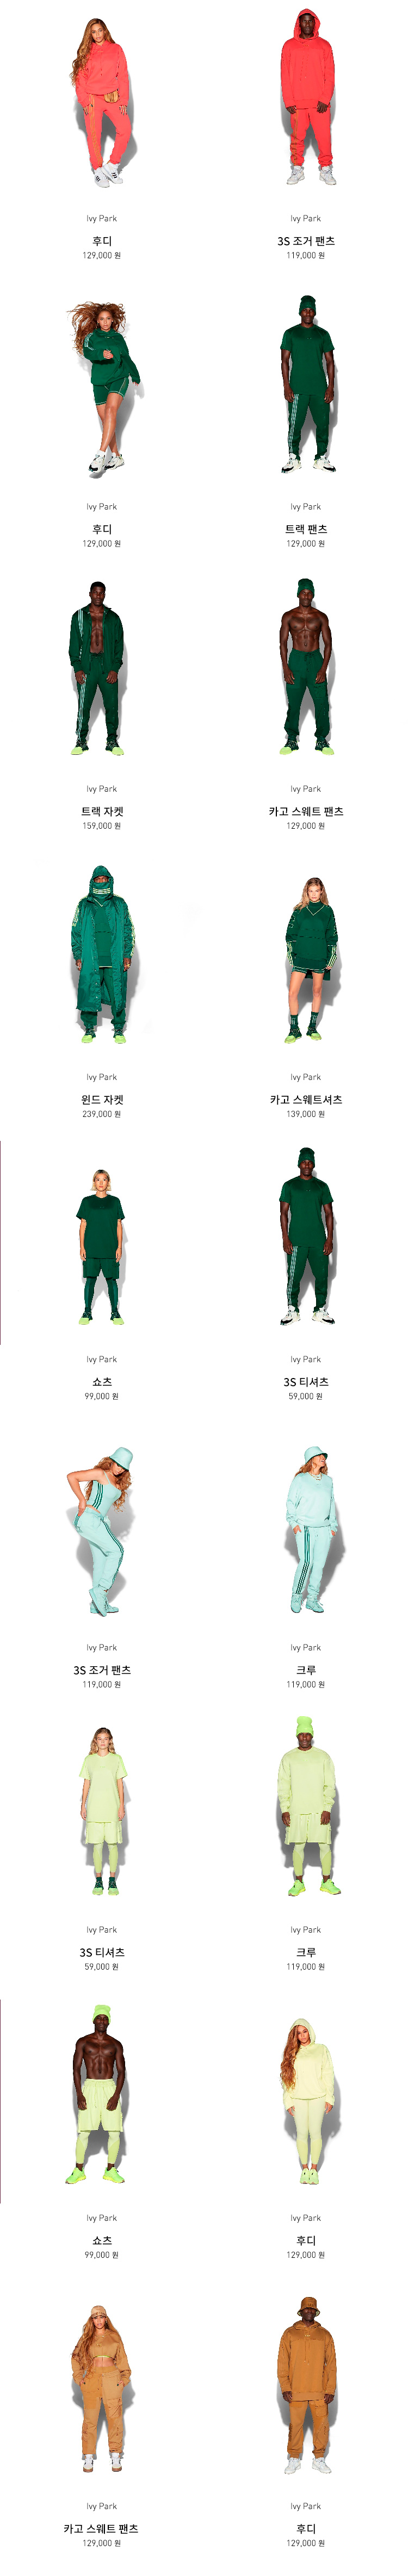 Ivy Park
후디
129,000 원
Ivy Park
3S 조거 팬츠
119,000 원
Ivy Park
후디
129,000 원
Ivy Park
트랙 팬츠
129,000 원
Ivy Park
트랙 자켓
159,000 원
Ivy Park
카고 스웨트 팬츠
129,000 원
Ivy Park
윈드 자켓
239,000 원
Ivy Park
카고 스웨트셔츠
139,000 원
Ivy Park
쇼츠
99,000 원
Ivy Park
3S 티셔츠
59,000 원
Ivy Park
3S 조거 팬츠
119,000 원
Ivy Park
크루
119,000 원
Ivy Park
3S 티셔츠
59,000 원
Ivy Park
크루
119,000 원
Ivy Park
쇼츠
99,000 원
Ivy Park
후디
129,000 원
Ivy Park
카고 스웨트 팬츠
129,000 원
Ivy Park
후디
129,000 원